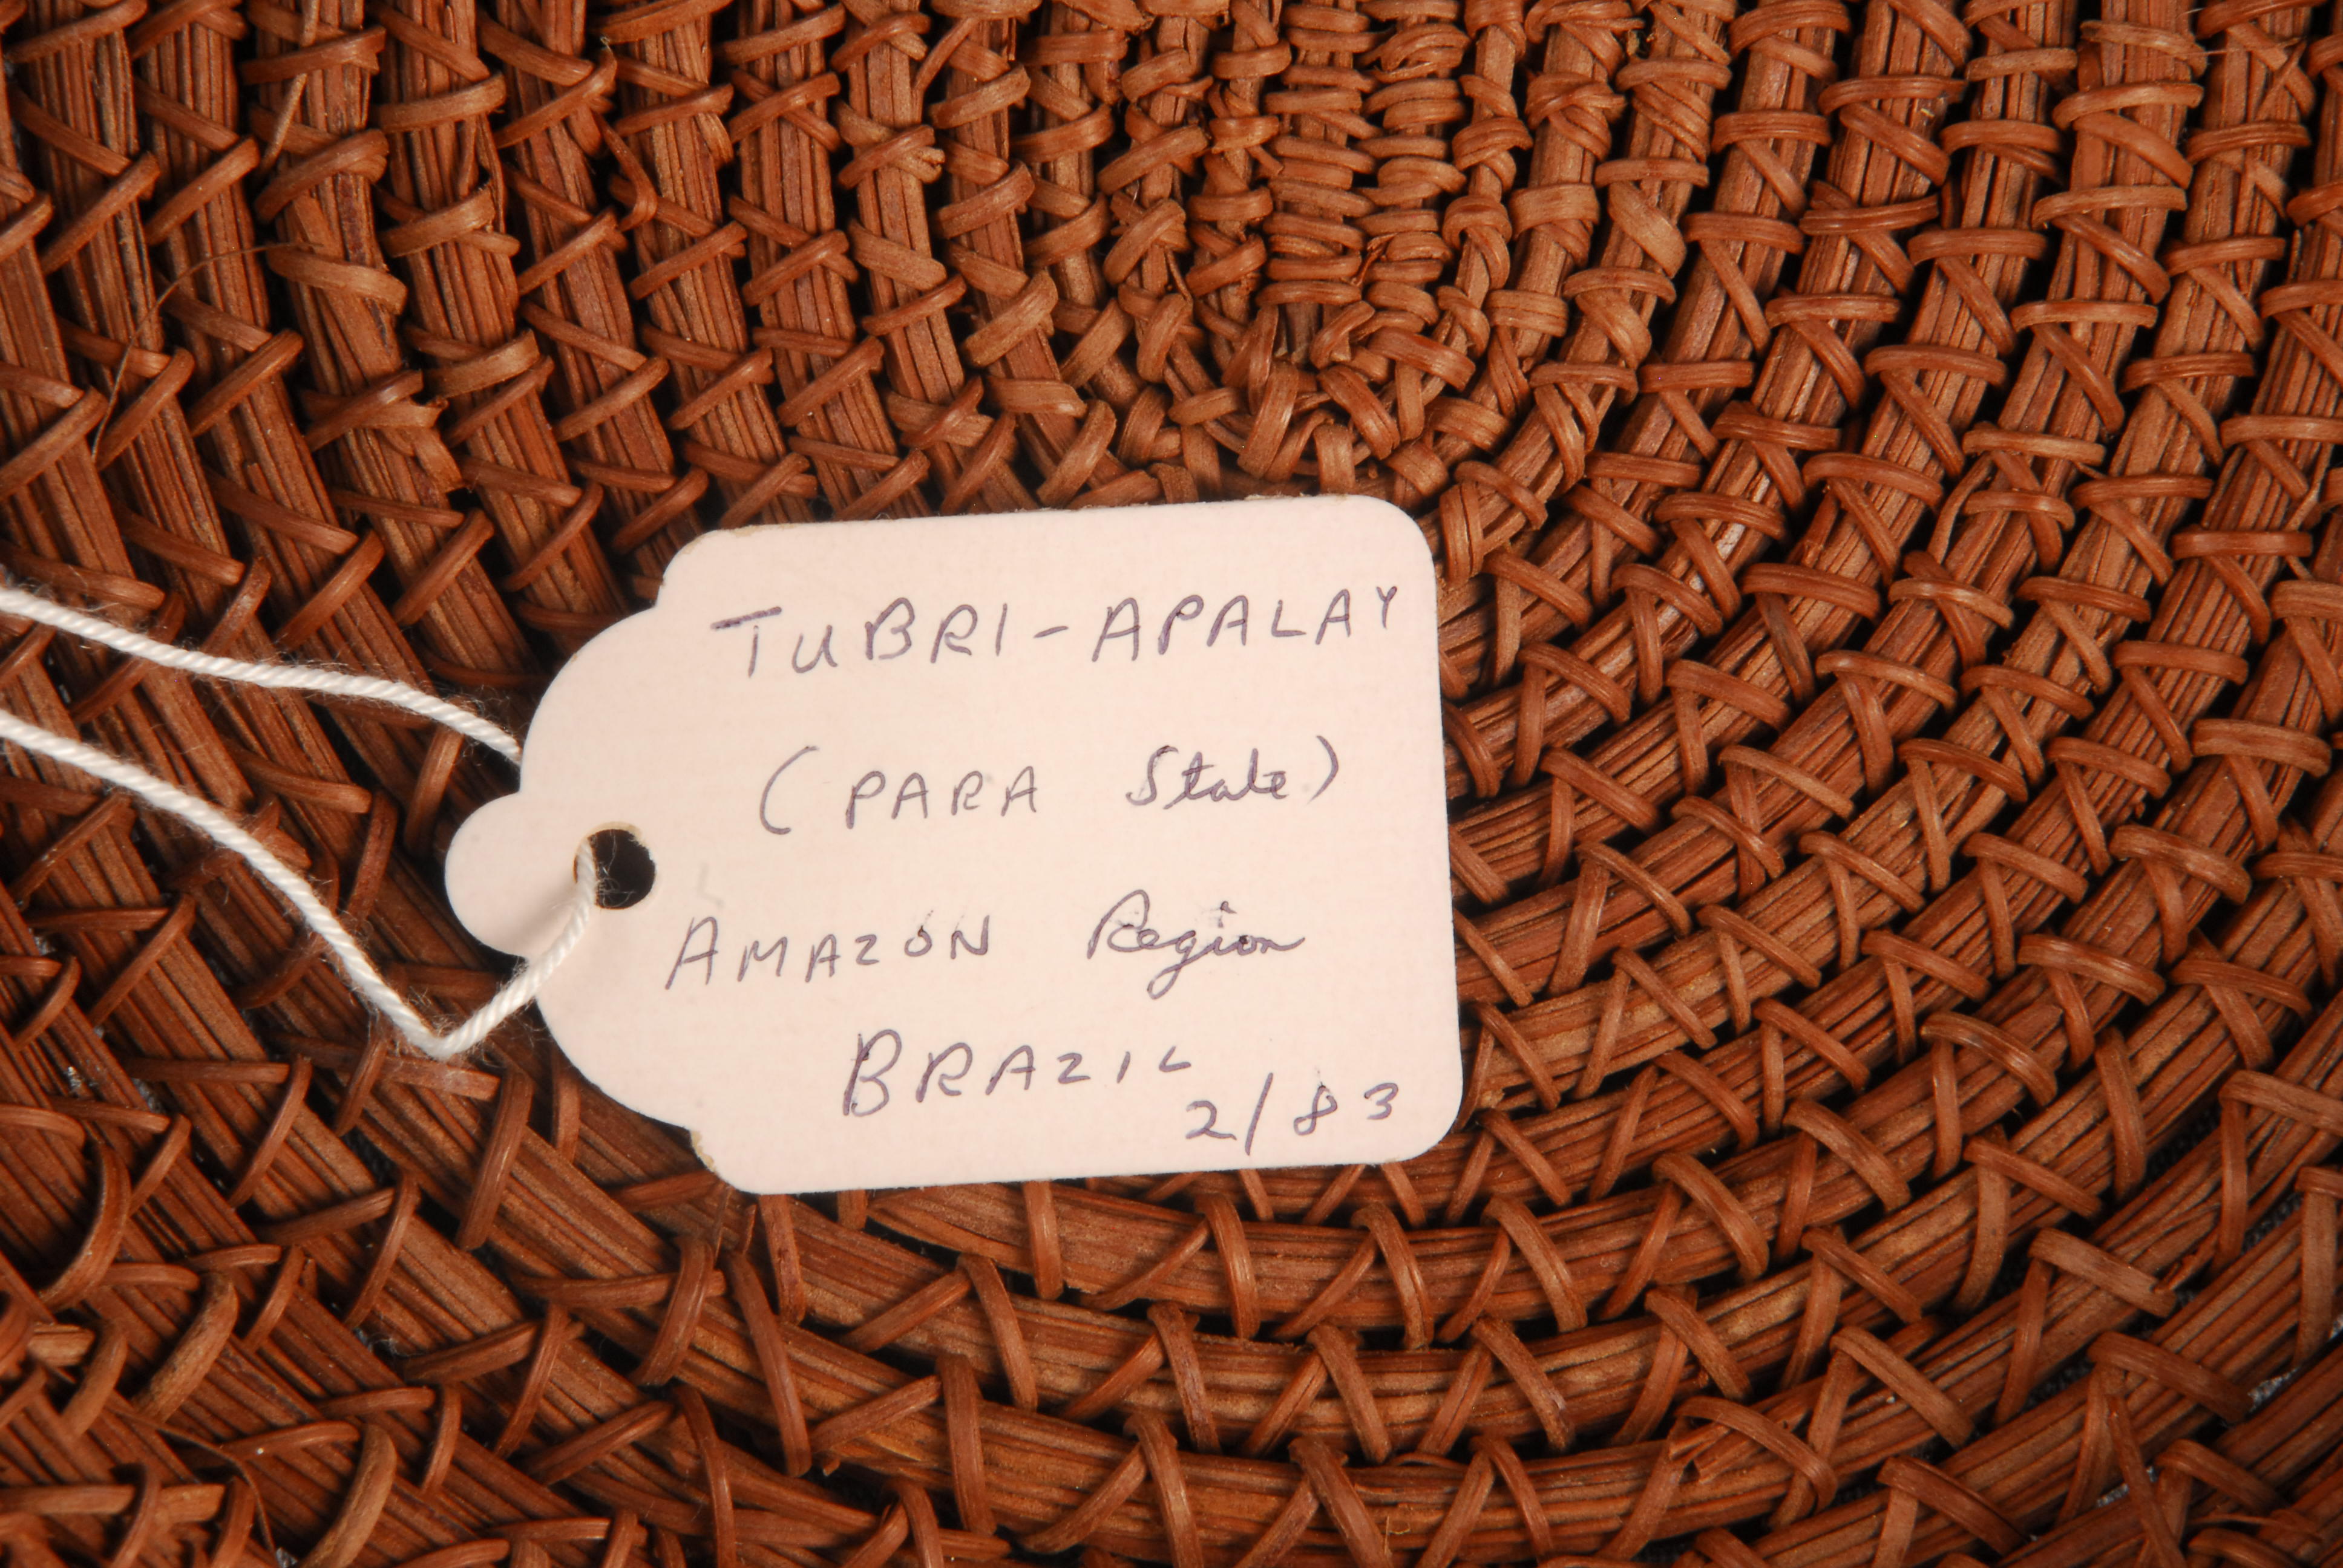 TUBRI-APALAY
(PARA State)
AMAZON Region
BRAZIL
2/83